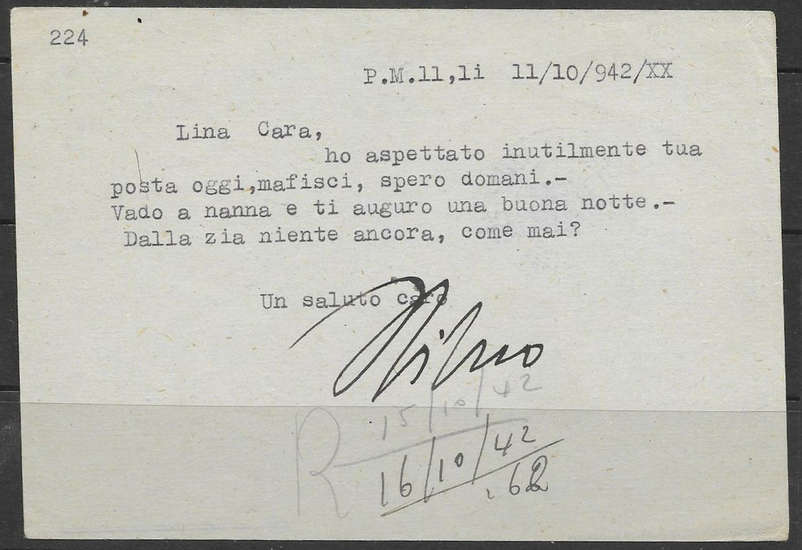 224
P.M.11,li 11/10/942/XX
Lina Cara,
ho aspettato inutilmente tua
posta oggi,mafisci, spero domani.-
Vado a nanna e ti auguro una buona notte.-
Dalla zia niente ancora, come mai?
Un saluto caro
R 15/10/42
16/10/42